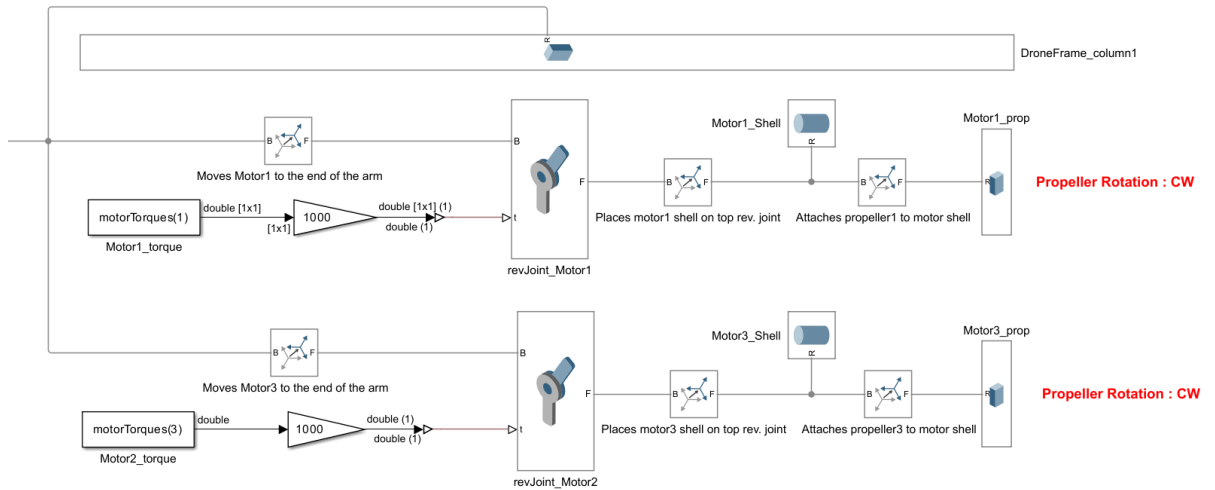 R
DroneFrame_column1
B
F
Moves Motor1 to the end of the arm
B
F
revJoint_Motor1
t
Motor1_Shell
R
B
F
Places motor1 shell on top rev. joint
B
F
Attaches propeller1 to motor shell
Motor1_prop
R
Propeller Rotation : CW
motorTorques(1)
Motor1_torque
double [1x1]
[1x1]
1000
double [1x1] (1)
double (1)
B
F
Moves Motor3 to the end of the arm
B
F
t
revJoint_Motor2
Motor3_Shell
R
B
F
Places motor3 shell on top rev. joint
B
F
Attaches propeller3 to motor shell
Motor3_prop
R
Propeller Rotation : CW
motorTorques(3)
Motor2_torque
double
1000
double (1)
double (1)